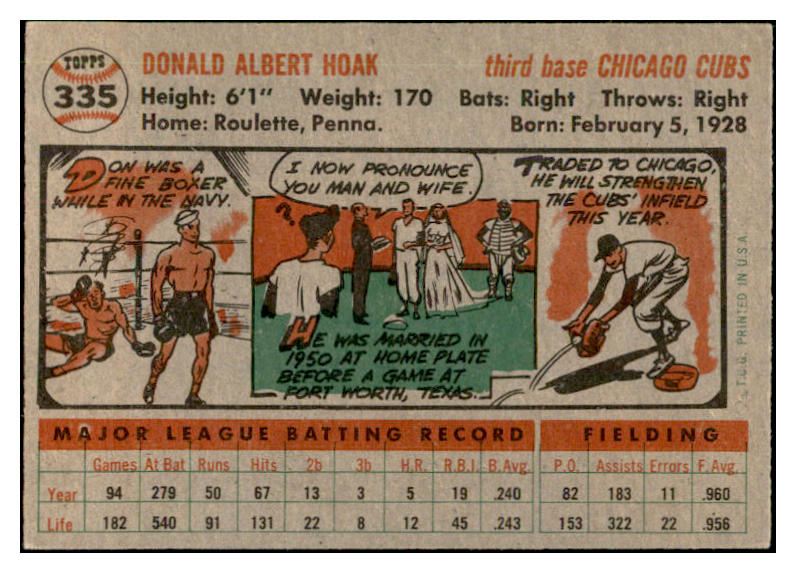 TOPPS
335
DONALD ALBERT HOAK
third base CHICAGO CUBS
Height: 6'1" Weight: 170 Bats: Right Throws: Right
Home: Roulette, Penna. Born: February 5, 1928
DON WAS A
FINE BOXER
WHILE IN THE NAVY.
I NOW PRONOUNCE
YOU MAN AND WIFE.
?
HE WAS MARRIED IN
1950 AT HOME PLATE
BEFORE A GAME AT
FORT WORTH, TEXAS.
TRADED TO CHICAGO,
HE WILL STRENGTHEN
THE CUBS' INFIELD
THIS YEAR.
T.C.G. PRINTED IN U.S.A.
MAJOR LEAGUE BATTING RECORD FIELDING
Games At Bat Runs Hits 2b 3b H.R. R.B.I. B.Avg. P.O. Assists Errors F.Avg.
Year 94 279 50 67 13 3 5 19 .240 82 183 11 .960
Life 182 540 91 131 22 8 12 45 .243 153 322 22 .956